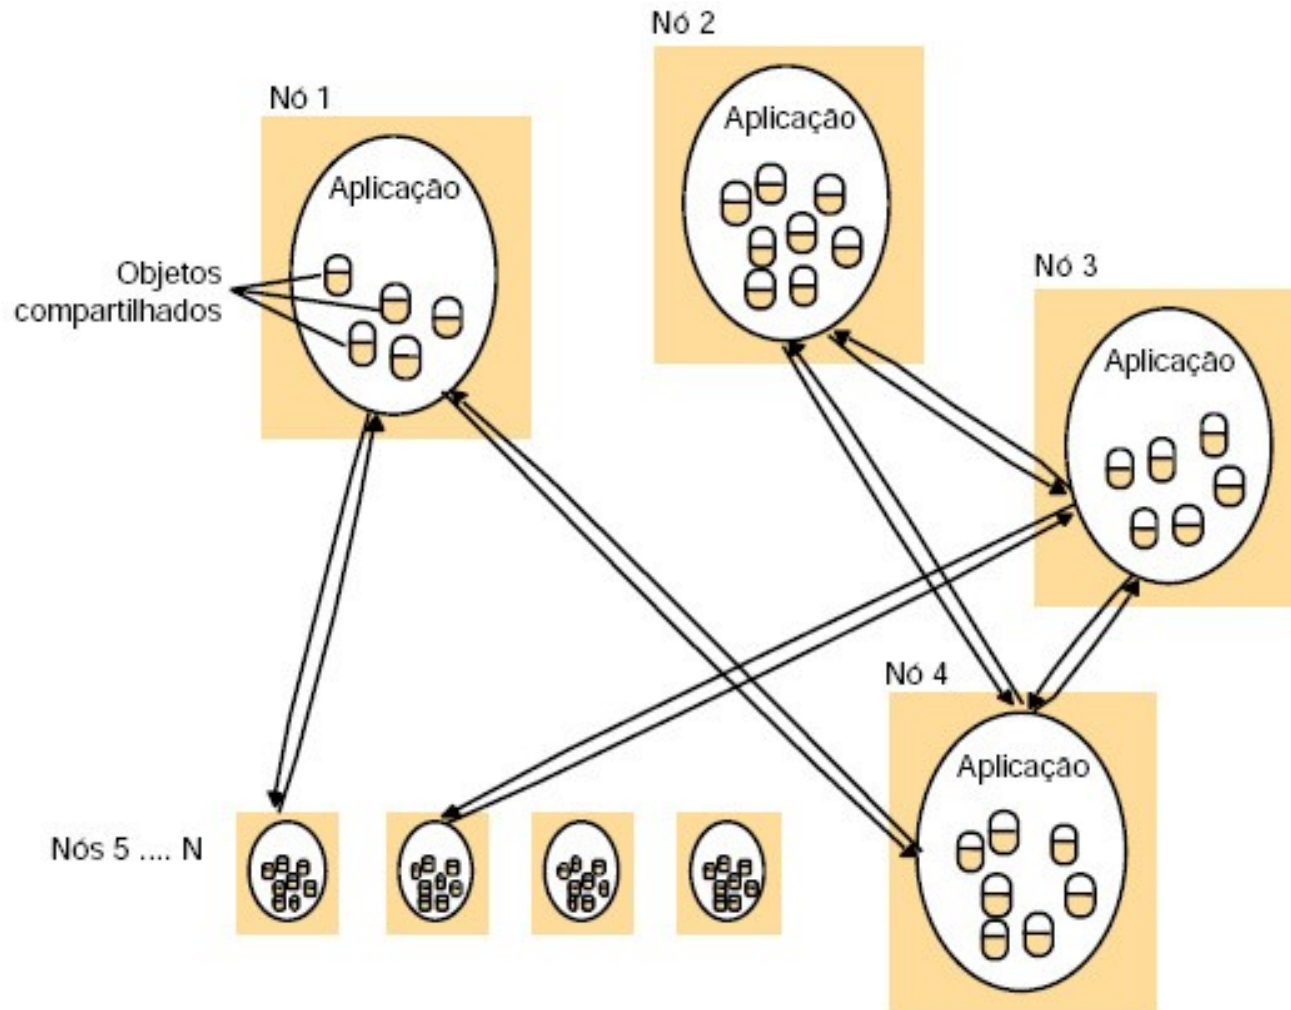 Nó 2
Aplicação
Nó 1
Aplicação
Objetos
compartilhados
Nó 3
Aplicação
Nó 4
Aplicação
Nós 5 .... N